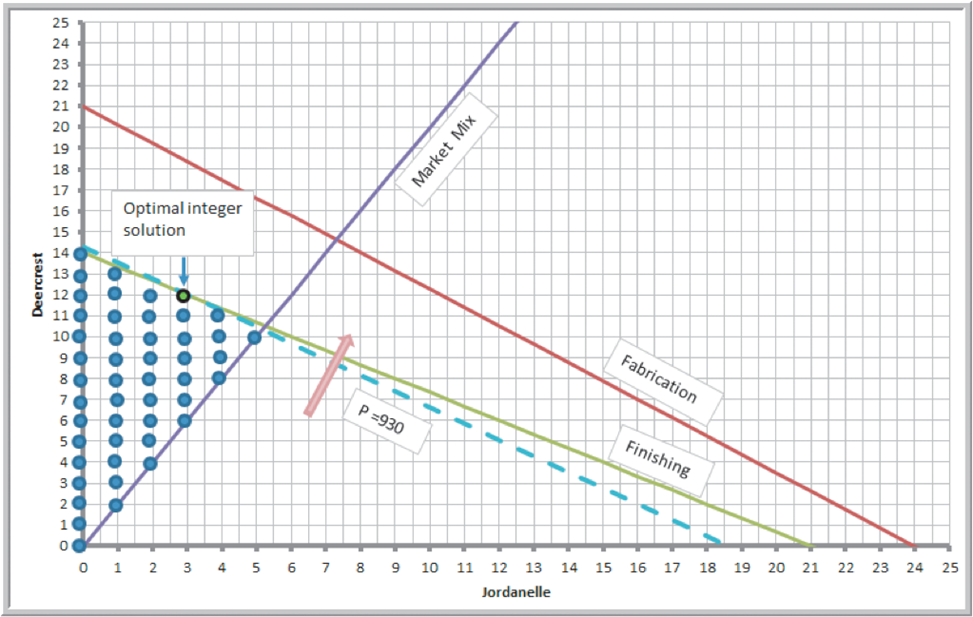 25
24
23
22
21
20
19
18
17
16
15
14
13
12
11
10
9
8
7
6
5
4
3
2
1
0
Deercrest
Optimal integer
solution
Market Mix
Fabrication
P =930
Finishing
0 1 2 3 4 5 6 7 8 9 10 11 12 13 14 15 16 17 18 19 20 21 22 23 24 25
Jordanelle